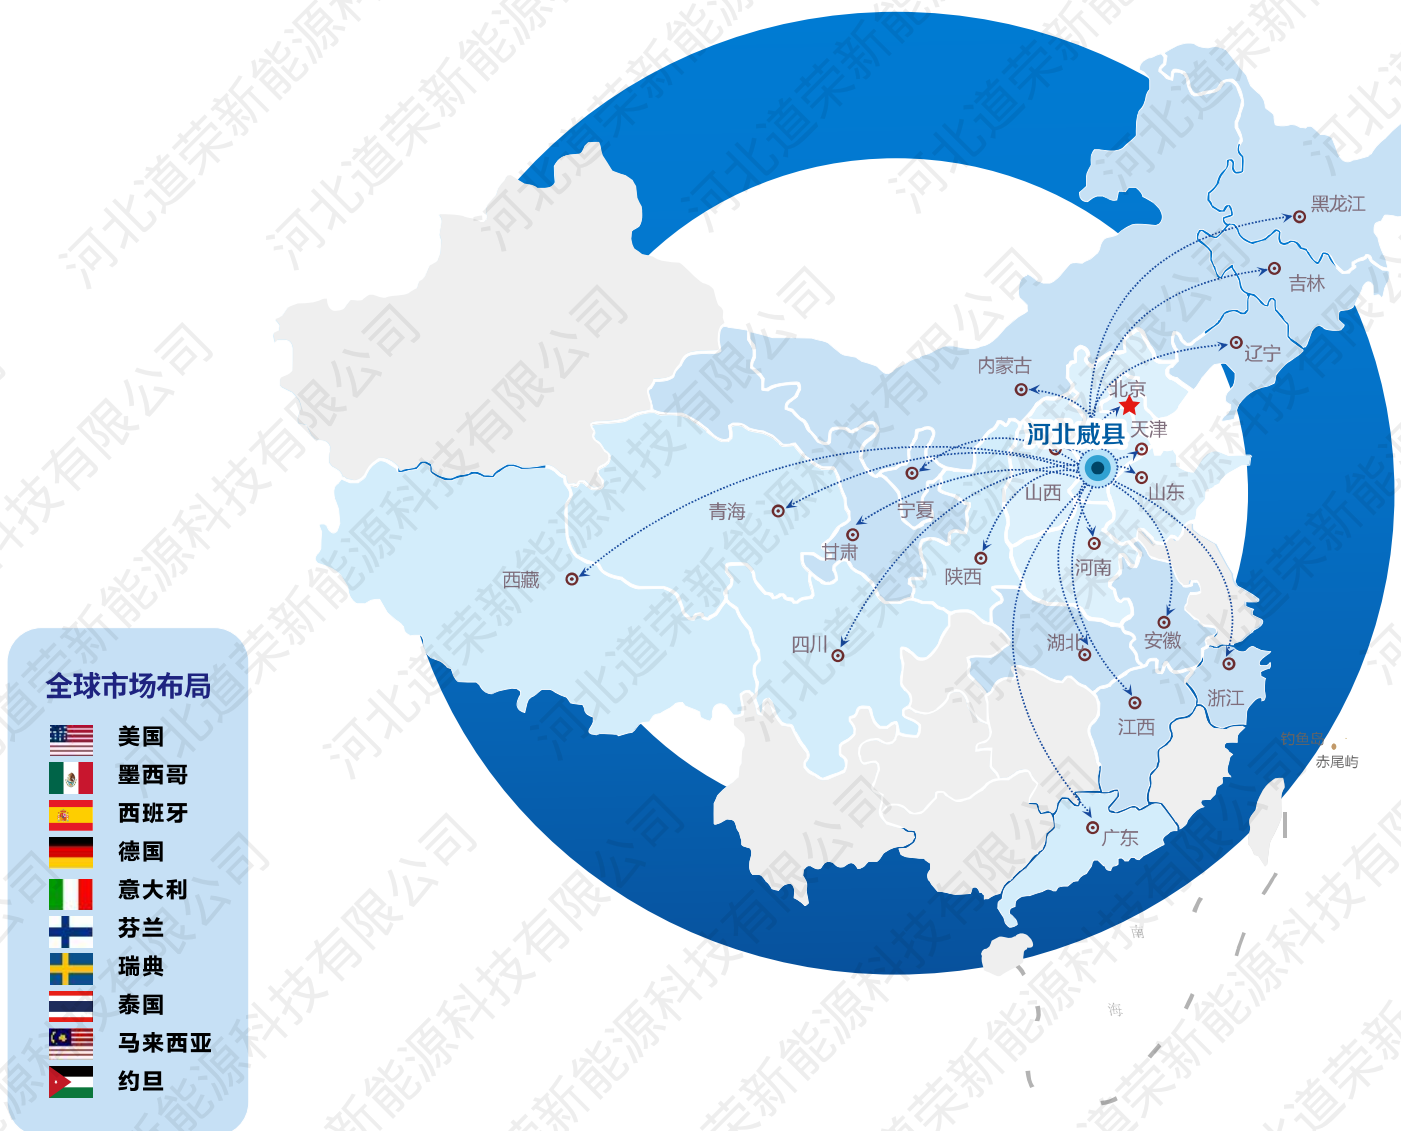 黑龙江
吉林
辽宁
内蒙古
北京
河北威县
天津
山西
山东
青海
宁夏
甘肃
河南
西藏
陕西
四川
湖北
安徽
浙江
江西
钓鱼岛
赤尾屿
广东
南
海
全球市场布局
美国
墨西哥
西班牙
德国
意大利
芬兰
瑞典
泰国
马来西亚
约旦
河北道荣新能源科技有限公司